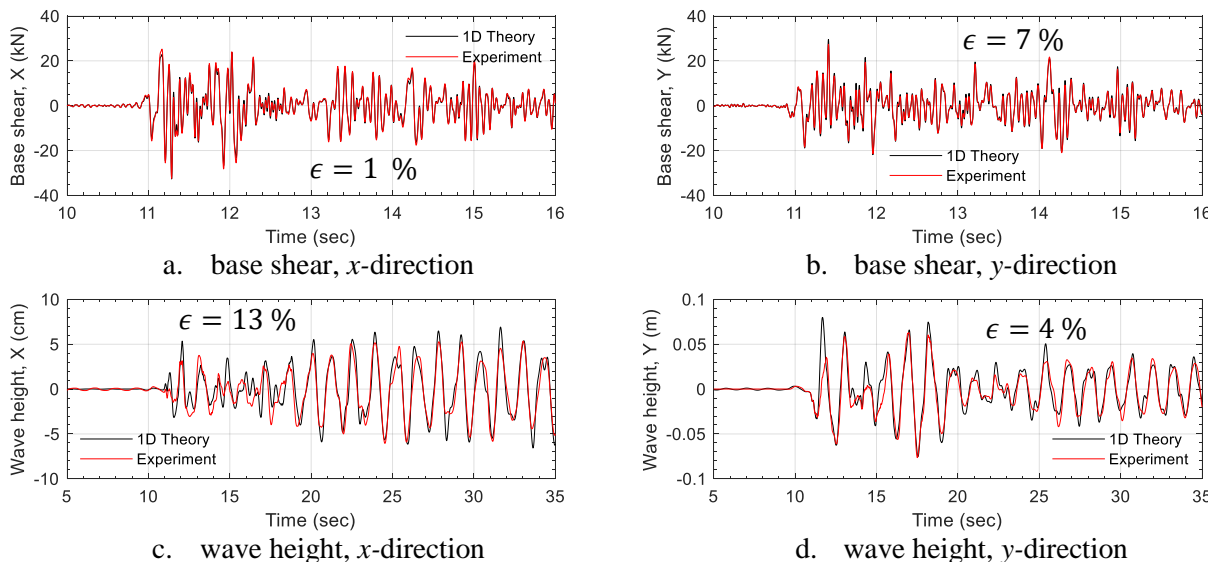 Base shear, X (kN)
40
20
0
-20
-40
1D Theory
Experiment
ϵ = 1 %
10 11 12 13 14 15 16
Time (sec)
a. base shear, x-direction
Base shear, Y (kN)
40
20
0
-20
-40
ϵ = 7 %
1D Theory
Experiment
10 11 12 13 14 15 16
Time (sec)
b. base shear, y-direction
Wave height, X (cm)
10
5
0
-5
-10
ϵ = 13 %
1D Theory
Experiment
5 10 15 20 25 30 35
Time (sec)
c. wave height, x-direction
Wave height, Y (m)
0.1
0.05
0
-0.05
-0.1
ϵ = 4 %
1D Theory
Experiment
5 10 15 20 25 30 35
Time (sec)
d. wave height, y-direction